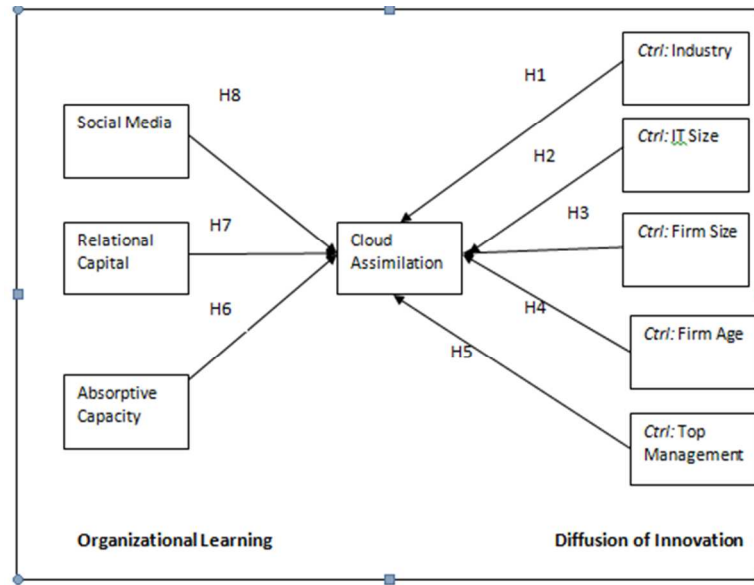 Ctrl: Industry
H1
H8
Social Media
H2
Ctrl: IT Size
H3
H7
Relational
Capital
Cloud
Assimilation
Ctrl: Firm Size
H6
H4
Ctrl: Firm Age
H5
Absorptive
Capacity
Ctrl: Top
Management
Organizational Learning
Diffusion of Innovation